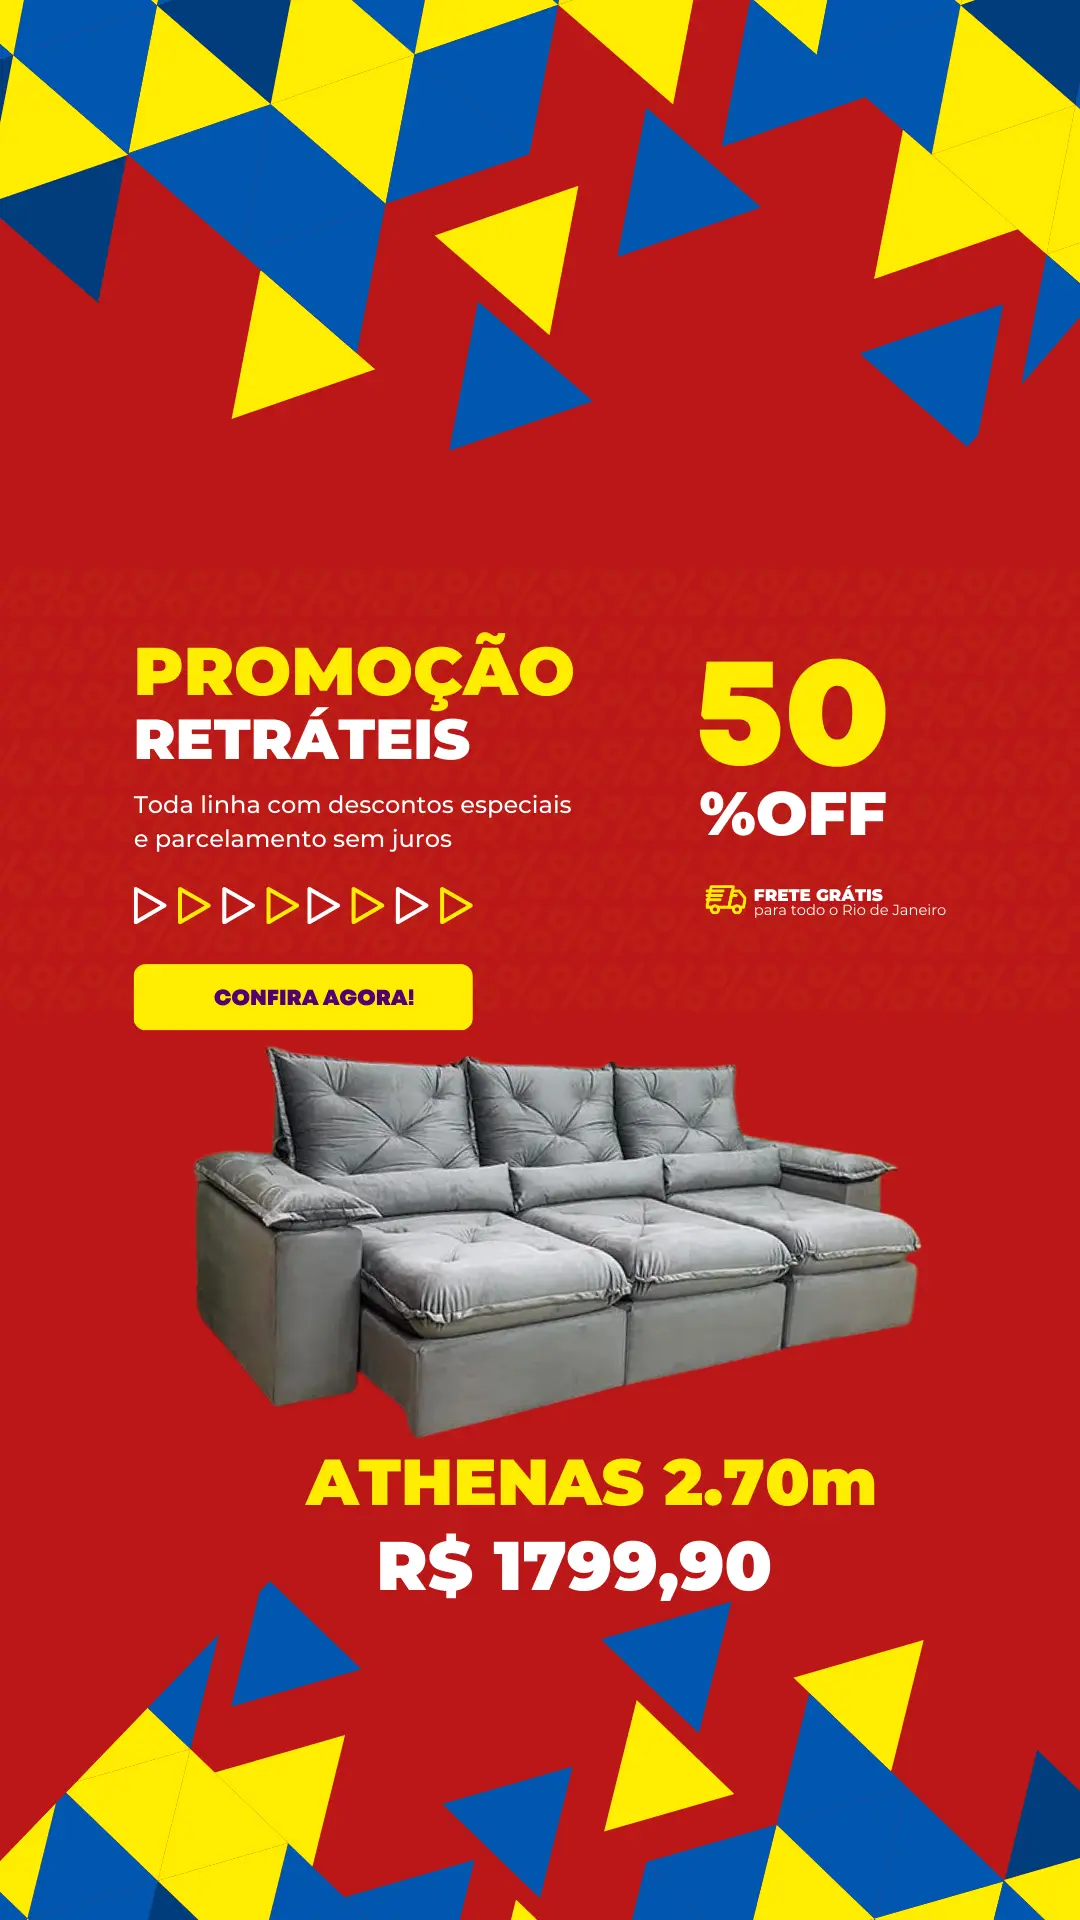 PROMOÇÃO
RETRÁTEIS
Toda linha com descontos especiais
e parcelamento sem juros
50
%OFF
FRETE GRÁTIS
para todo o Rio de Janeiro
CONFIRA AGORA!
ATHENAS 2.70m
R$ 1799,90